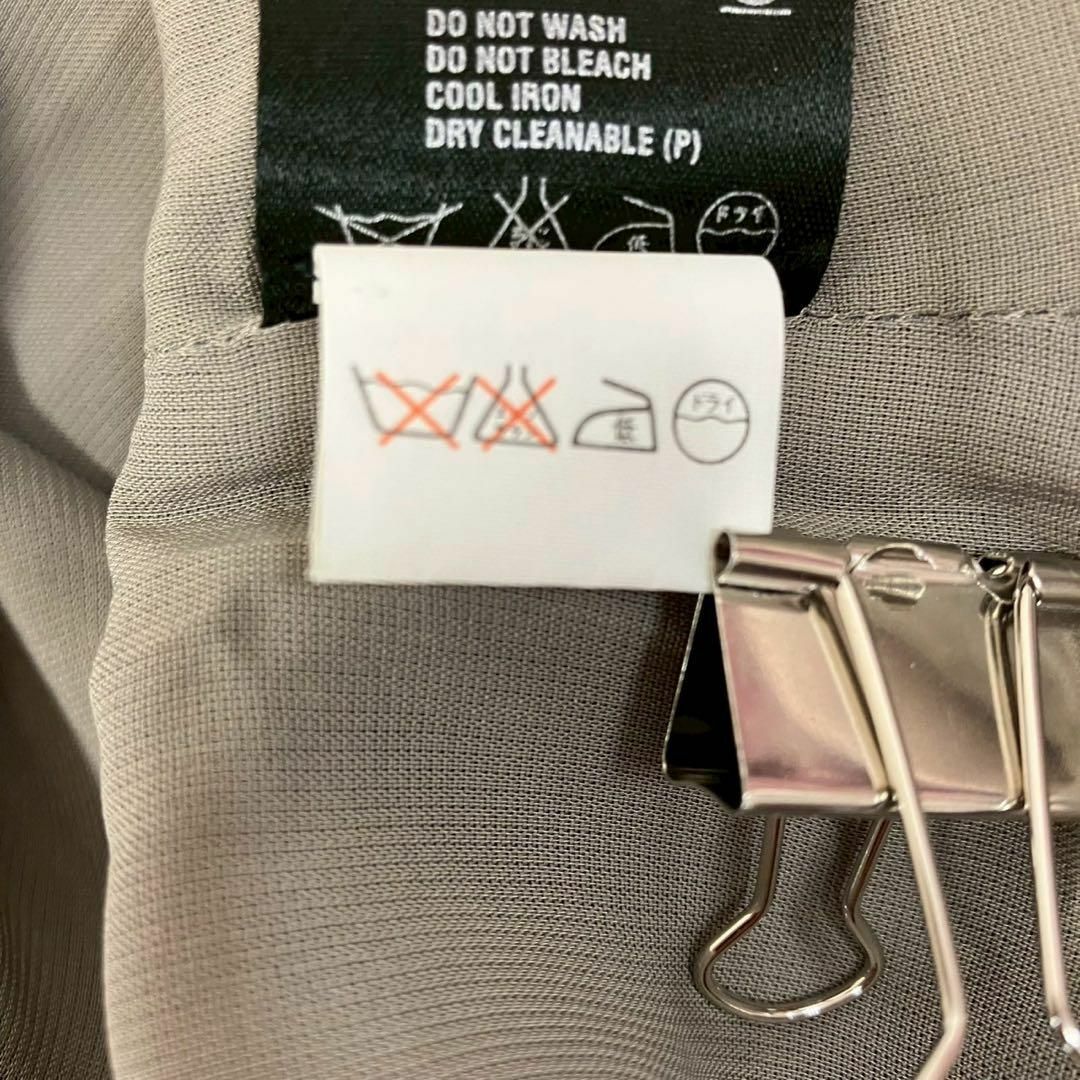 DO NOT WASH
DO NOT BLEACH
COOL IRON
DRY CLEANABLE (P)
低 ドライ
低 ドライ